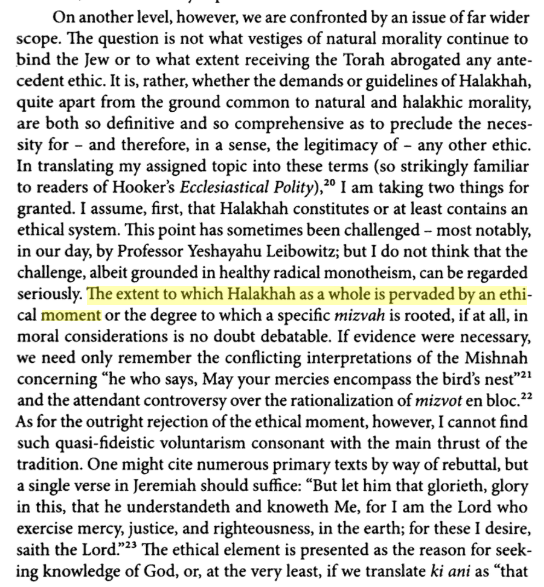 On another level, however, we are confronted by an issue of far wider
scope. The question is not what vestiges of natural morality continue to
bind the Jew or to what extent receiving the Torah abrogated any ante-
cedent ethic. It is, rather, whether the demands or guidelines of Halakhah,
quite apart from the ground common to natural and halakhic morality,
are both so definitive and so comprehensive as to preclude the neces-
sity for – and therefore, in a sense, the legitimacy of – any other ethic.
In translating my assigned topic into these terms (so strikingly familiar
to readers of Hooker's Ecclesiastical Polity),20 I am taking two things for
granted. I assume, first, that Halakhah constitutes or at least contains an
ethical system. This point has sometimes been challenged – most notably,
in our day, by Professor Yeshayahu Leibowitz; but I do not think that the
challenge, albeit grounded in healthy radical monotheism, can be regarded
seriously. The extent to which Halakhah as a whole is pervaded by an ethi-
cal moment or the degree to which a specific mizvah is rooted, if at all, in
moral considerations is no doubt debatable. If evidence were necessary,
we need only remember the conflicting interpretations of the Mishnah
concerning "he who says, May your mercies encompass the bird's nest"21
and the attendant controversy over the rationalization of mizvot en bloc.22
As for the outright rejection of the ethical moment, however, I cannot find
such quasi-fideistic voluntarism consonant with the main thrust of the
tradition. One might cite numerous primary texts by way of rebuttal, but
a single verse in Jeremiah should suffice: "But let him that glorieth, glory
in this, that he understandeth and knoweth Me, for I am the Lord who
exercise mercy, justice, and righteousness, in the earth; for these I desire,
saith the Lord."23 The ethical element is presented as the reason for seek-
ing knowledge of God, or, at the very least, if we translate ki ani as "that